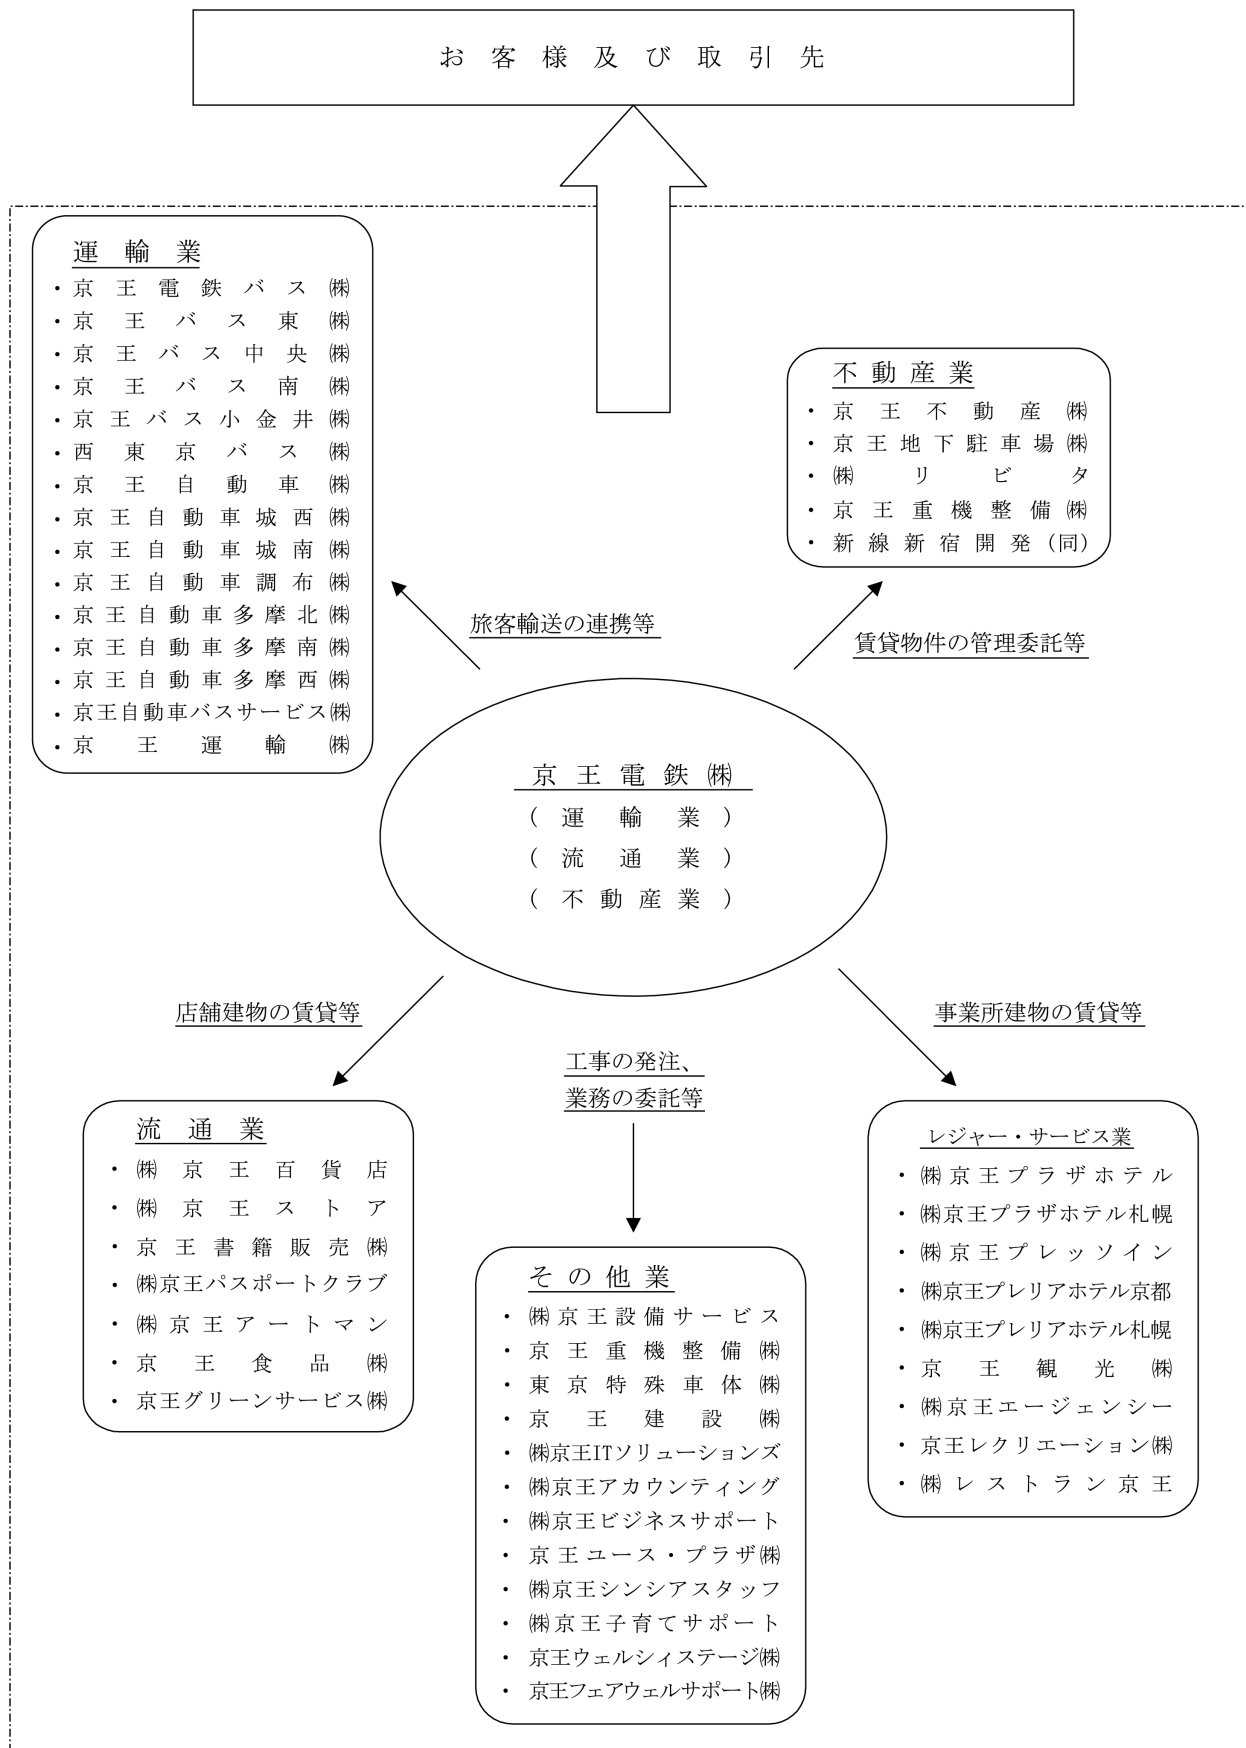 お客様及び取引先
運輸業
・京王電鉄バス㈱
・京王バス東㈱
・京王バス中央㈱
・京王バス南㈱
・京王バス小金井㈱
・西東京バス㈱
・京王自動車㈱
・京王自動車城西㈱
・京王自動車城南㈱
・京王自動車調布㈱
・京王自動車多摩北㈱
・京王自動車多摩南㈱
・京王自動車多摩西㈱
・京王自動車バスサービス㈱
・京王運輸㈱
不動産業
・京王不動産㈱
・京王地下駐車場㈱
・㈱リビタ
・京王重機整備㈱
・新線新宿開発(同)
旅客輸送の連携等
賃貸物件の管理委託等
京王電鉄㈱
(運輸業)
(流通業)
(不動産業)
店舗建物の賃貸等
事業所建物の賃貸等
工事の発注、
業務の委託等
流通業
・㈱京王百貨店
・㈱京王ストア
・京王書籍販売㈱
・㈱京王パスポートクラブ
・㈱京王アートマン
・京王食品㈱
・京王グリーンサービス㈱
その他業
・㈱京王設備サービス
・京王重機整備㈱
・東京特殊車体㈱
・京王建設㈱
・㈱京王ITソリューションズ
・㈱京王アカウンティング
・㈱京王ビジネスサポート
・京王ユース・プラザ㈱
・㈱京王シンシアスタッフ
・㈱京王子育てサポート
・京王ウェルシィステージ㈱
・京王フェアウェルサポート㈱
レジャー・サービス業
・㈱京王プラザホテル
・㈱京王プラザホテル札幌
・㈱京王プレッソイン
・㈱京王プレリアホテル京都
・㈱京王プレリアホテル札幌
・京王観光㈱
・㈱京王エージェンシー
・京王レクリエーション㈱
・㈱レストラン京王